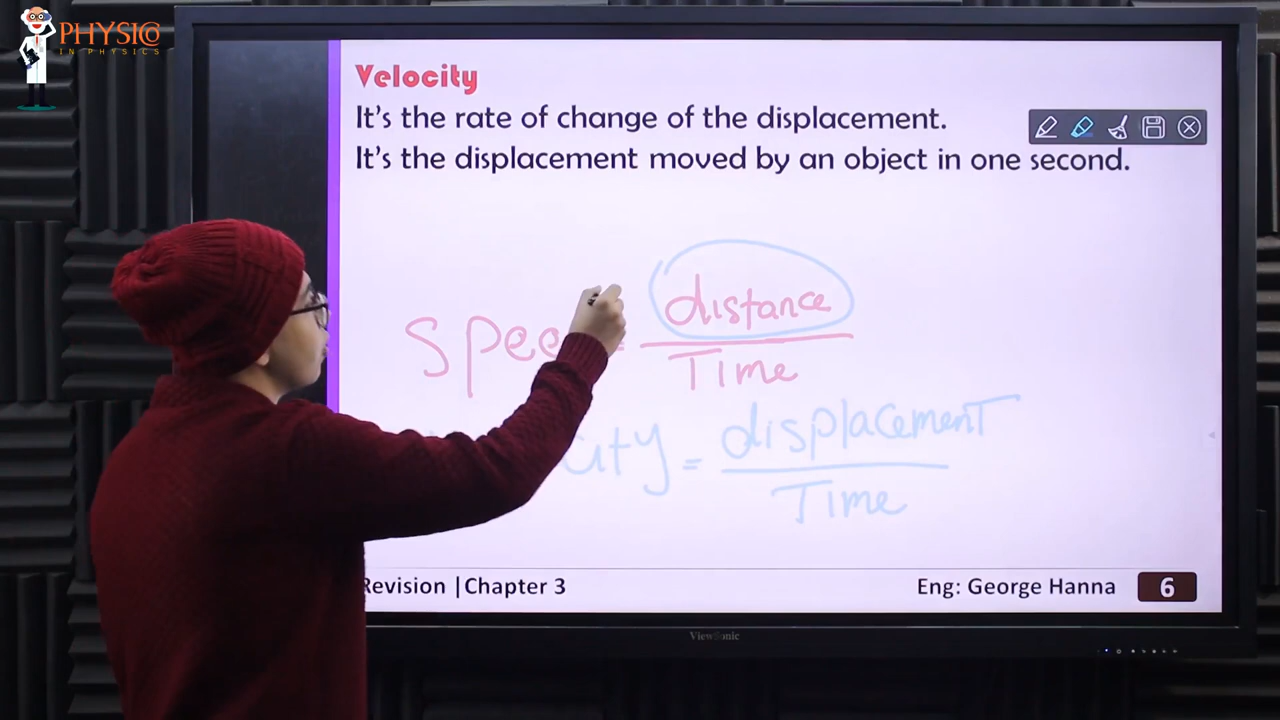 PHYSICO
IN PHYSICS
Velocity
It's the rate of change of the displacement.
It's the displacement moved by an object in one second.
distance
Time
displacement
=
Time
Revision | Chapter 3
Eng: George Hanna
6
ViewSonic